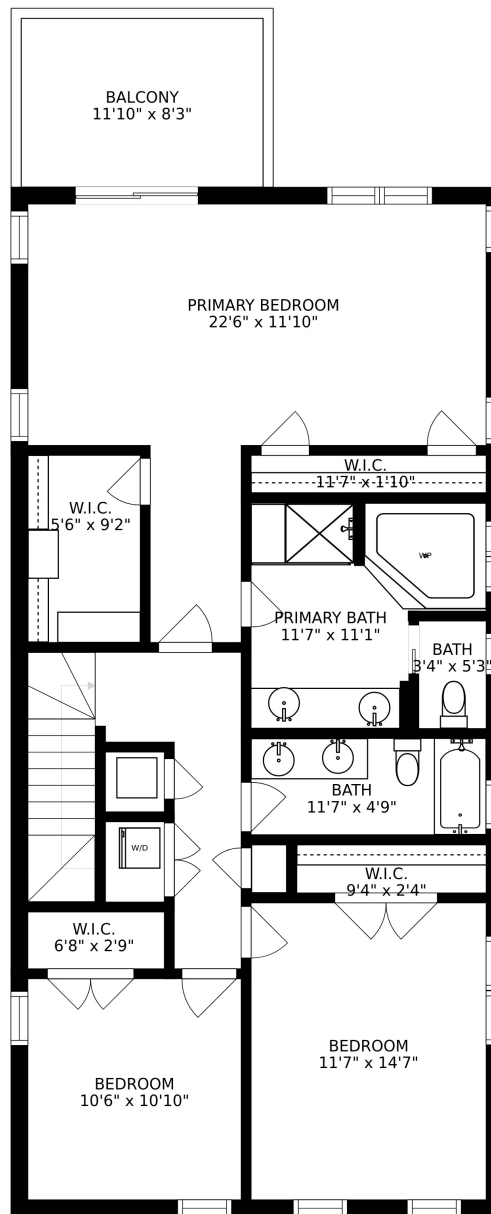 BALCONY
11'10" x 8'3"
PRIMARY BEDROOM
22'6" x 11'10"
W.I.C.
11'7" x 1'10"
W.I.C.
5'6" x 9'2"
WP
PRIMARY BATH
11'7" x 11'1"
BATH
3'4" x 5'3"
BATH
11'7" x 4'9"
W/D
W.I.C.
9'4" x 2'4"
W.I.C.
6'8" x 2'9"
BEDROOM
11'7" x 14'7"
BEDROOM
10'6" x 10'10"